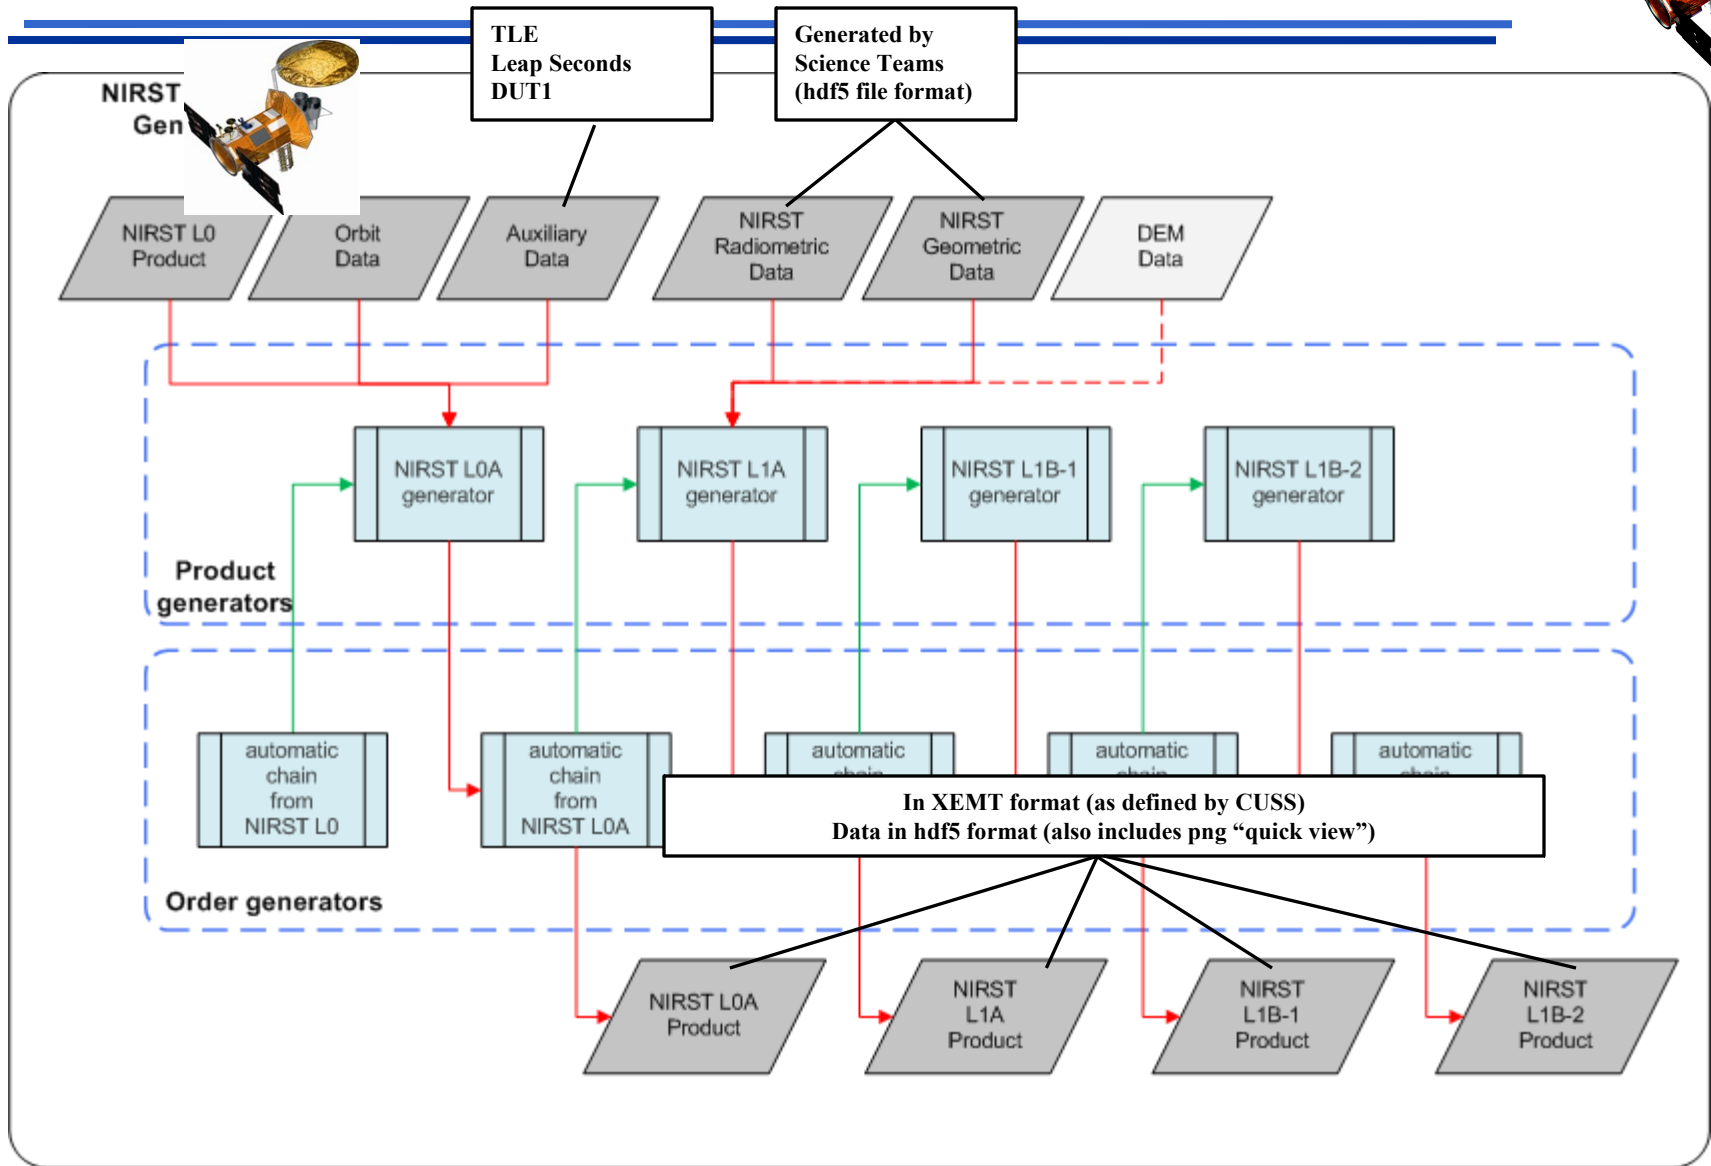 TLE
Leap Seconds
DUT1
Generated by
Science Teams
(hdf5 file format)
NIRST
Gen
NIRST L0
Product
Orbit
Data
Auxiliary
Data
NIRST
Radiometric
Data
NIRST
Geometric
Data
DEM
Data
NIRST L0A
generator
NIRST L1A
generator
NIRST L1B-1
generator
NIRST L1B-2
generator
Product
generators
automatic
chain
from
NIRST L0
automatic
chain
from
NIRST L0A
automatic
chain
automatic
chain
automatic
chain
In XEMT format (as defined by CUSS)
Data in hdf5 format (also includes png “quick view”)
Order generators
NIRST L0A
Product
NIRST
L1A
Product
NIRST
L1B-1
Product
NIRST
L1B-2
Product